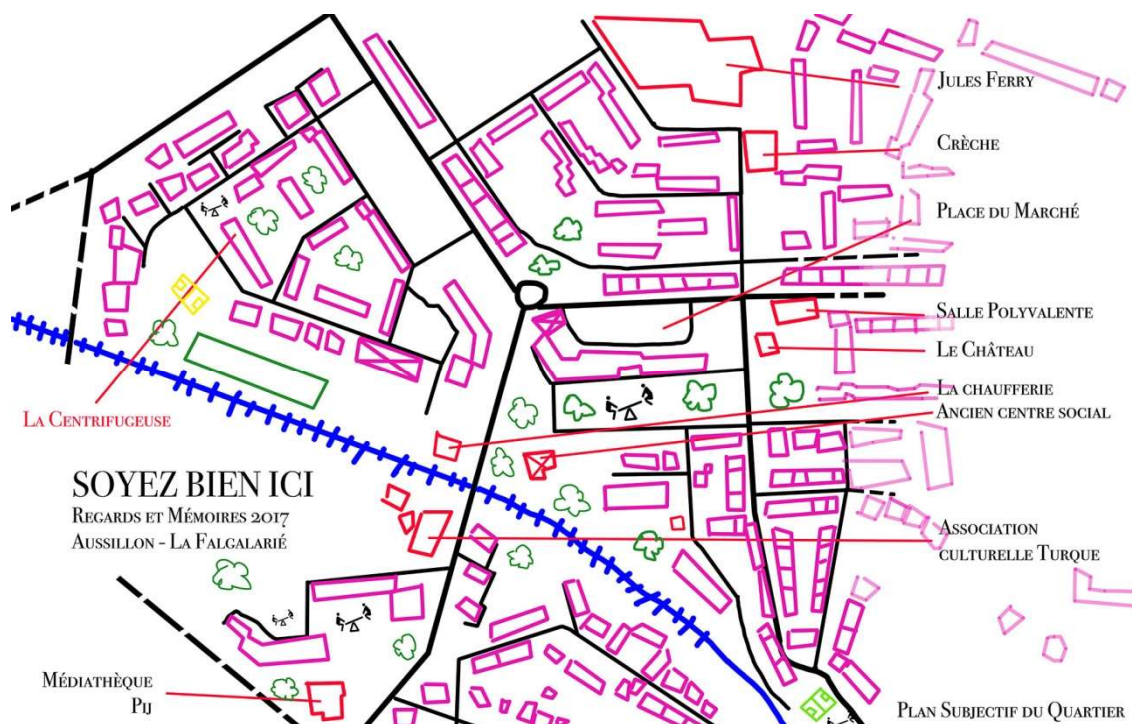 Jules Ferry
Crèche
Place du Marché
Salle Polyvalente
Le Château
La chaufferie
Ancien centre social
La Centrifugeuse
SOYEZ BIEN ICI
Regards et Mémoires 2017
Aussillon - La Falgalarié
Association
culturelle Turque
Médiathèque
Pij
Plan Subjectif du Quartier